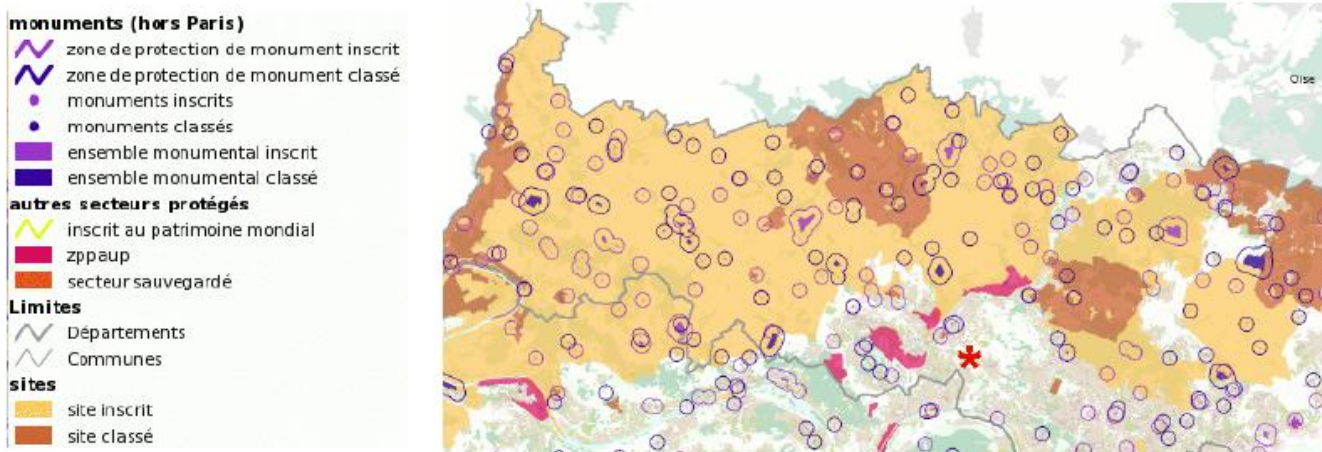 monuments (hors Paris)
zone de protection de monument inscrit
zone de protection de monument classé
monuments inscrits
monuments classés
ensemble monumental inscrit
ensemble monumental classé
autres secteurs protégés
inscrit au patrimoine mondial
zppaup
secteur sauvegardé
Limites
Départements
Communes
sites
site inscrit
site classé
Oise
*